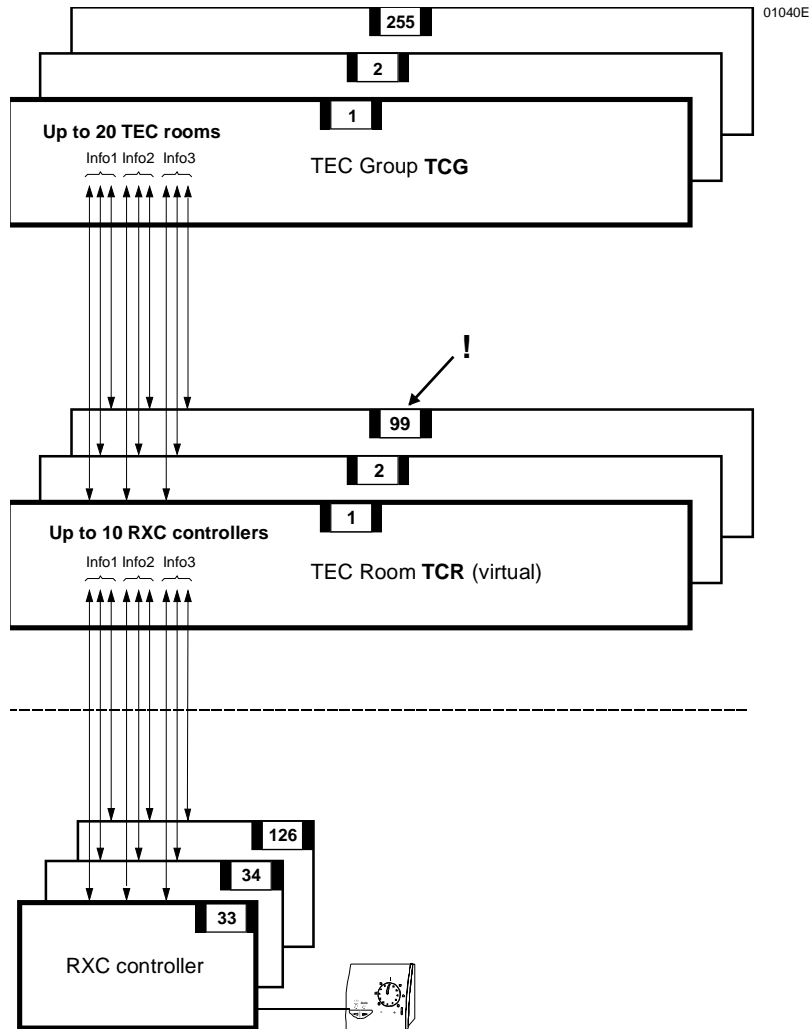 01040E
255
2
1
Up to 20 TEC rooms
Info1 Info2 Info3
TEC Group TCG
!
99
2
1
Up to 10 RXC controllers
Info1 Info2 Info3
TEC Room TCR (virtual)
126
34
33
RXC controller